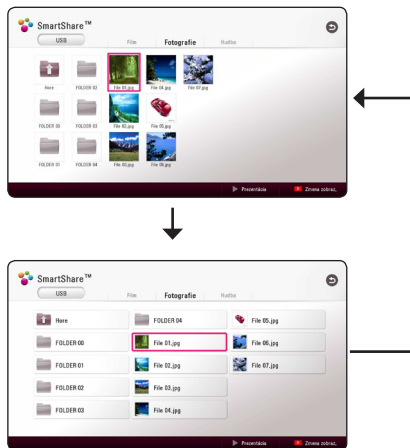 SmartShare™
USB Film Fotografie Hudba
Hore FOLDER 02 File 01.jpg File 04.jpg File 07.jpg
FOLDER 00 FOLDER 03 File 02.jpg File 05.jpg
FOLDER 01 FOLDER 04 File 03.jpg File 06.jpg
Prezentácia Zmena zobraz.
SmartShare™
USB Film Fotografie Hudba
Hore FOLDER 04 File 05.jpg
FOLDER 00 File 01.jpg File 06.jpg
FOLDER 01 File 02.jpg File 07.jpg
FOLDER 02 File 03.jpg
FOLDER 03 File 04.jpg
Prezentácia Zmena zobraz.